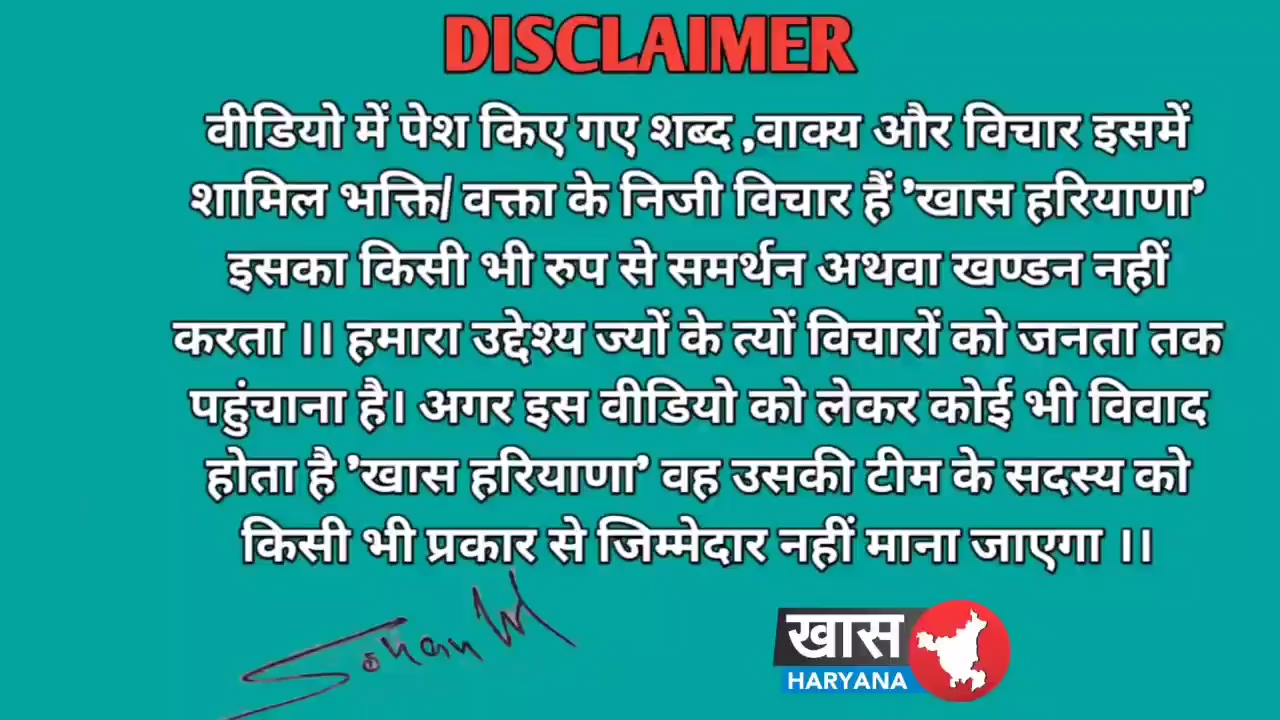 DISCLAIMER
वीडियो में पेश किए गए शब्द ,वाक्य और विचार इसमें
शामिल भक्ति/ वक्ता के निजी विचार हैं ’खास हरियाणा’
इसका किसी भी रुप से समर्थन अथवा खण्डन नहीं
करता ।। हमारा उद्देश्य ज्यों के त्यों विचारों को जनता तक
पहुंचाना है। अगर इस वीडियो को लेकर कोई भी विवाद
होता है ’खास हरियाणा’ वह उसकी टीम के सदस्य को
किसी भी प्रकार से जिम्मेदार नहीं माना जाएगा ।।
Sohan
खास
HARYANA